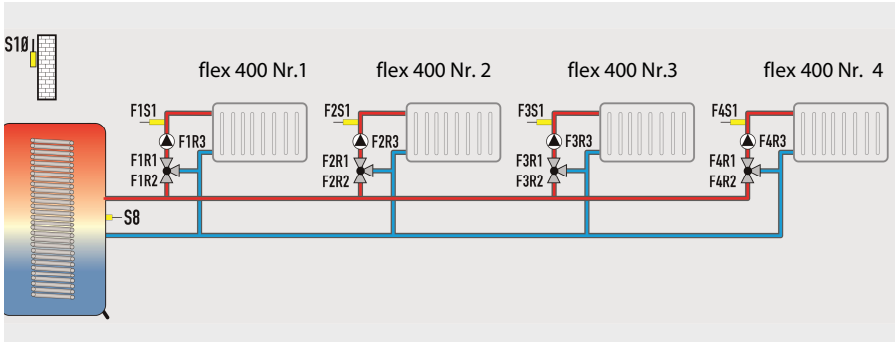 S1Ø
flex 400 Nr.1
flex 400 Nr. 2
flex 400 Nr.3
flex 400 Nr. 4
F1S1
F2S1
F3S1
F4S1
F1R3
F2R3
F3R3
F4R3
F1R1
F2R1
F3R1
F4R1
F1R2
F2R2
F3R2
F4R2
S8